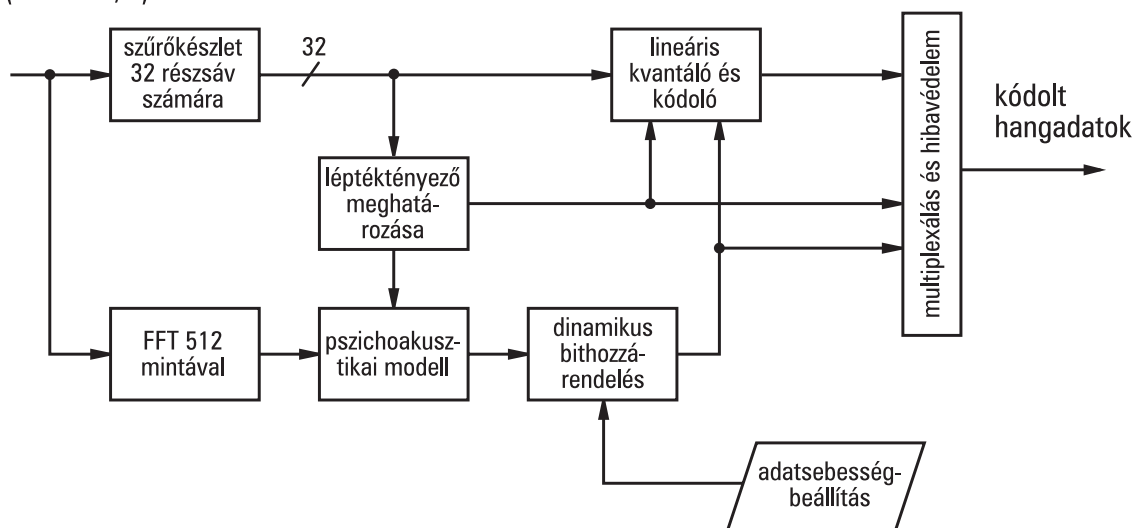 szűrőkészlet
32 részsáv
számára
32
lineáris
kvantáló és
kódoló
multiplexálás és hibavédelem
kódolt
hangadatok
léptéktényező
meghatá-
rozása
FFT 512
mintával
pszichoakusz-
tikai modell
dinamikus
bithozzá-
rendelés
adatsebesség-
beállítás